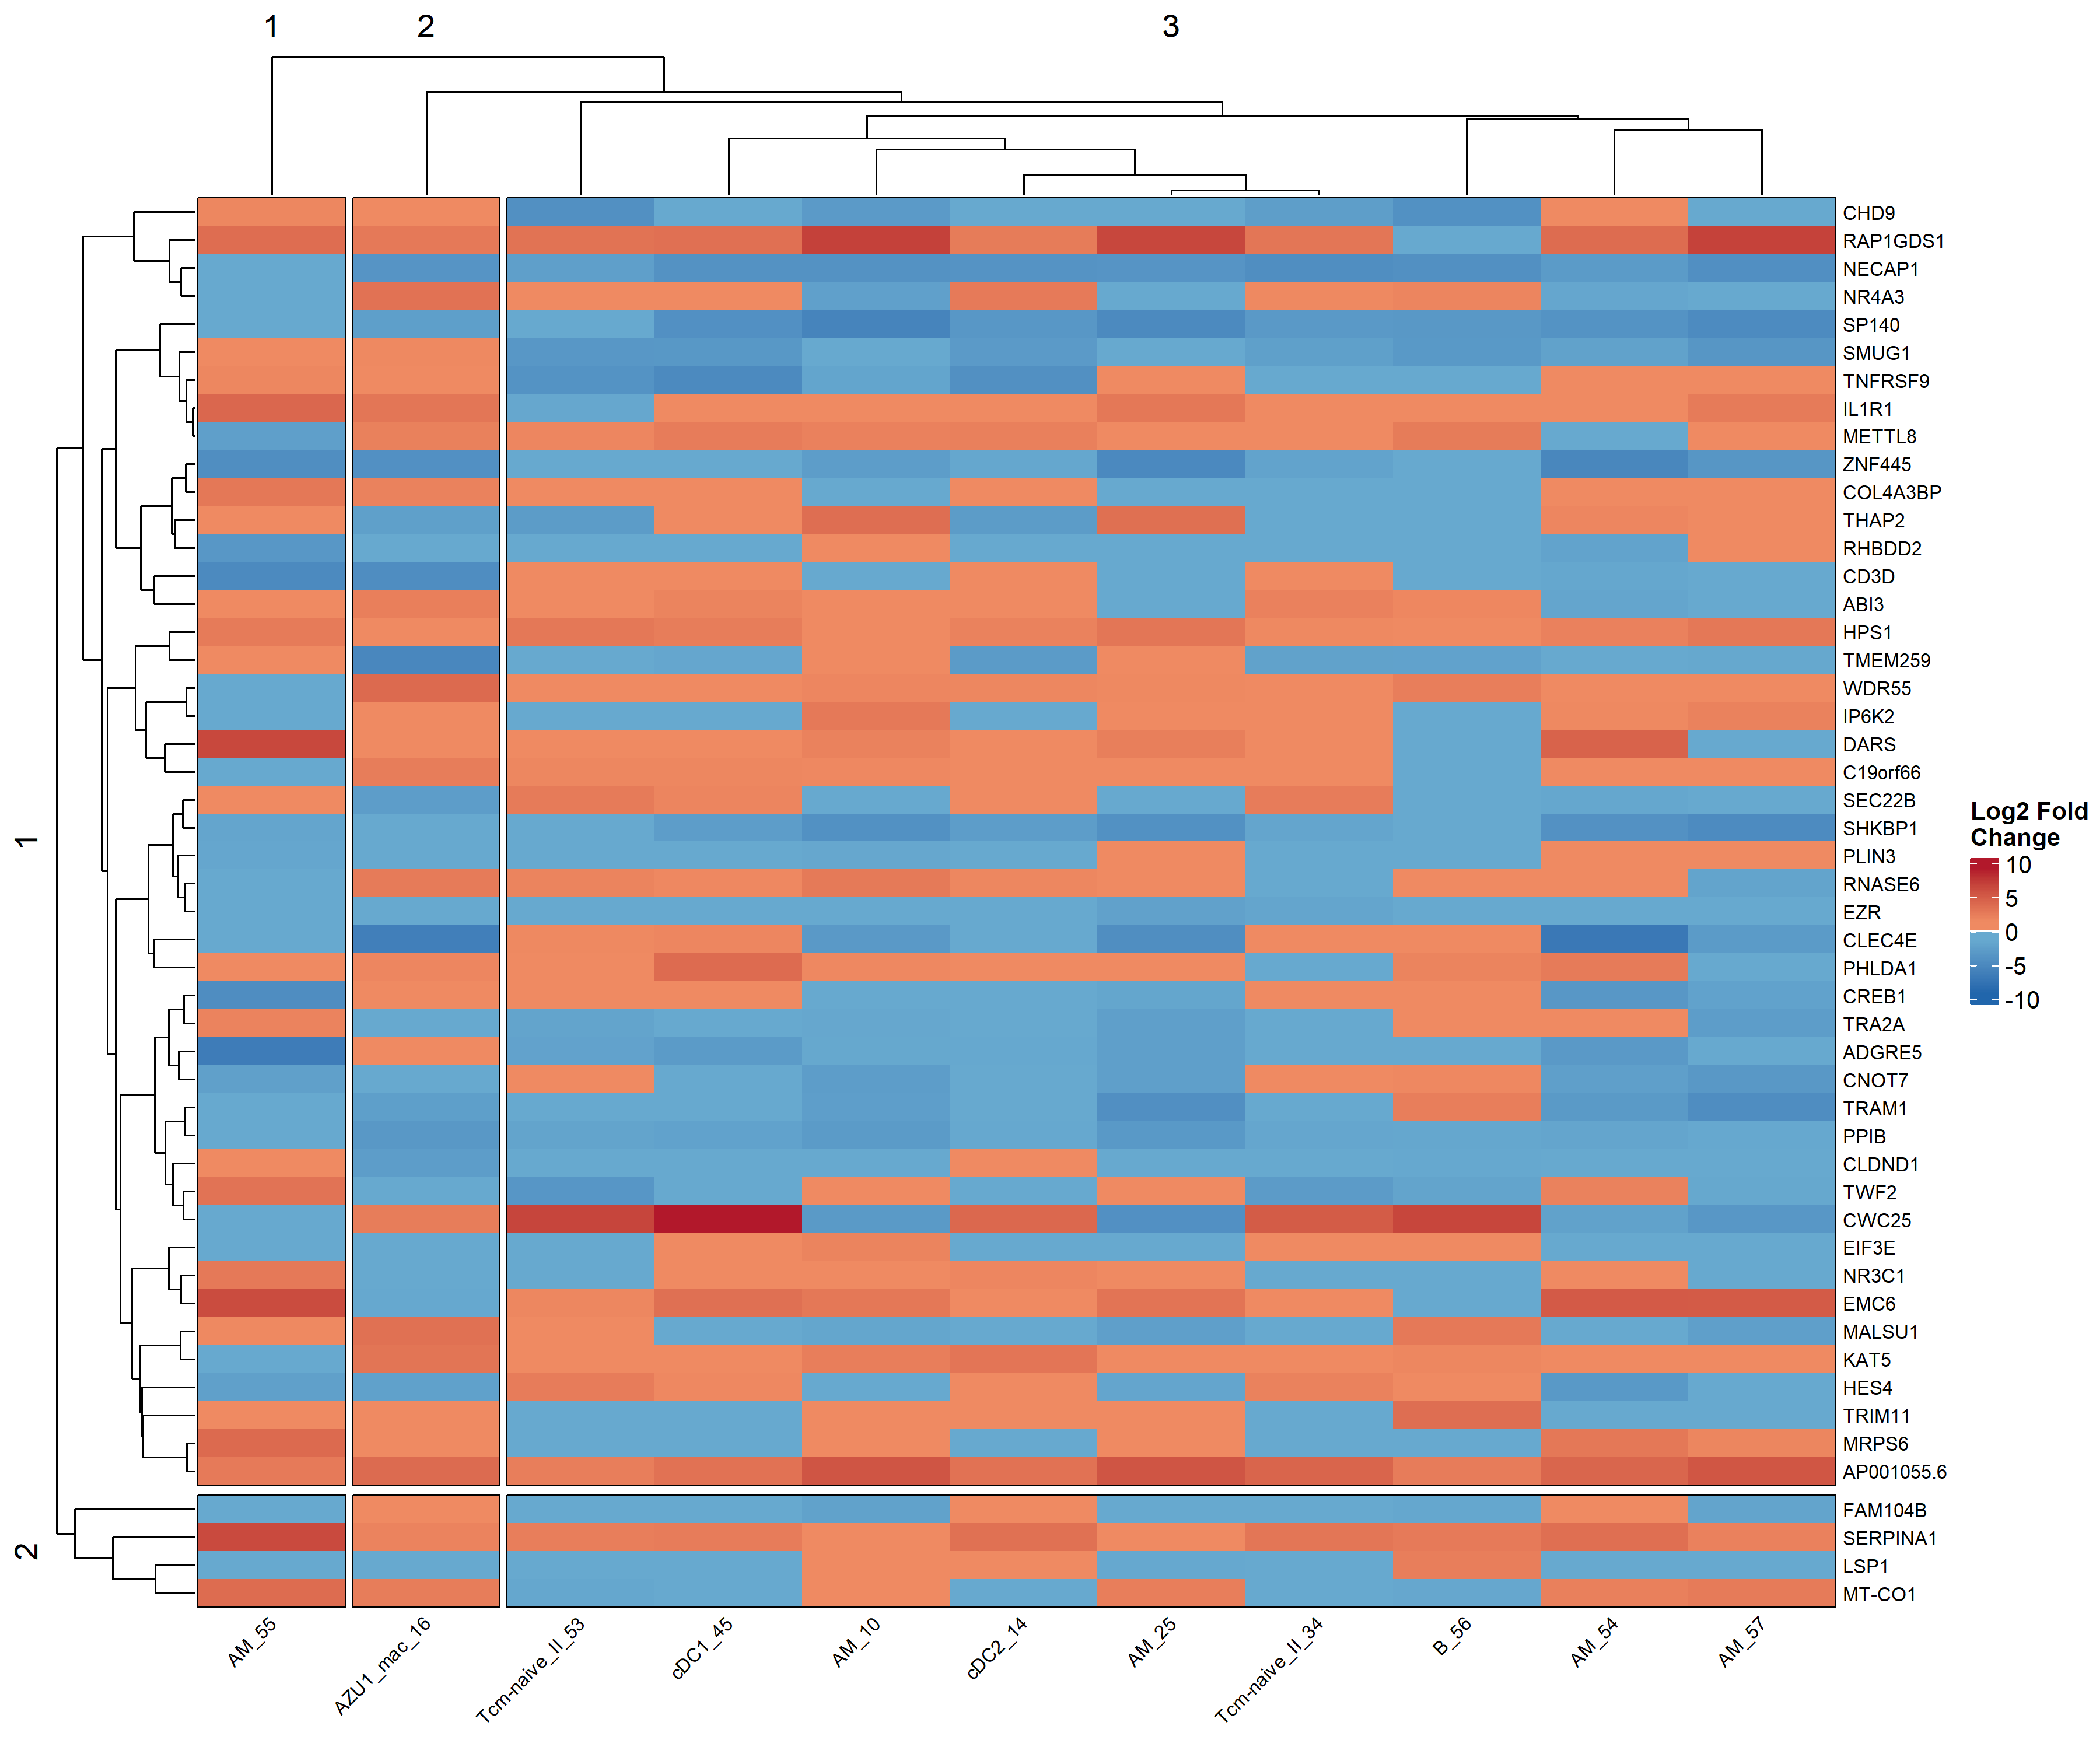 1 2 3
CHD9
RAP1GDS1
NECAP1
NR4A3
SP140
SMUG1
TNFRSF9
IL1R1
METTL8
ZNF445
COL4A3BP
THAP2
RHBDD2
CD3D
ABI3
HPS1
TMEM259
WDR55
IP6K2
DARS
C19orf66
SEC22B
SHKBP1
PLIN3
RNASE6
EZR
CLEC4E
PHLDA1
CREB1
TRA2A
ADGRE5
CNOT7
TRAM1
PPIB
CLDND1
TWF2
CWC25
EIF3E
NR3C1
EMC6
MALSU1
KAT5
HES4
TRIM11
MRPS6
AP001055.6
FAM104B
SERPINA1
LSP1
MT-CO1
1
2
AM_55
AZU1_mac_16
Tcm-naive_II_53
cDC1_45
AM_10
cDC2_14
AM_25
Tcm-naive_II_34
B_56
AM_54
AM_57
Log2 Fold
Change
10
5
0
-5
-10